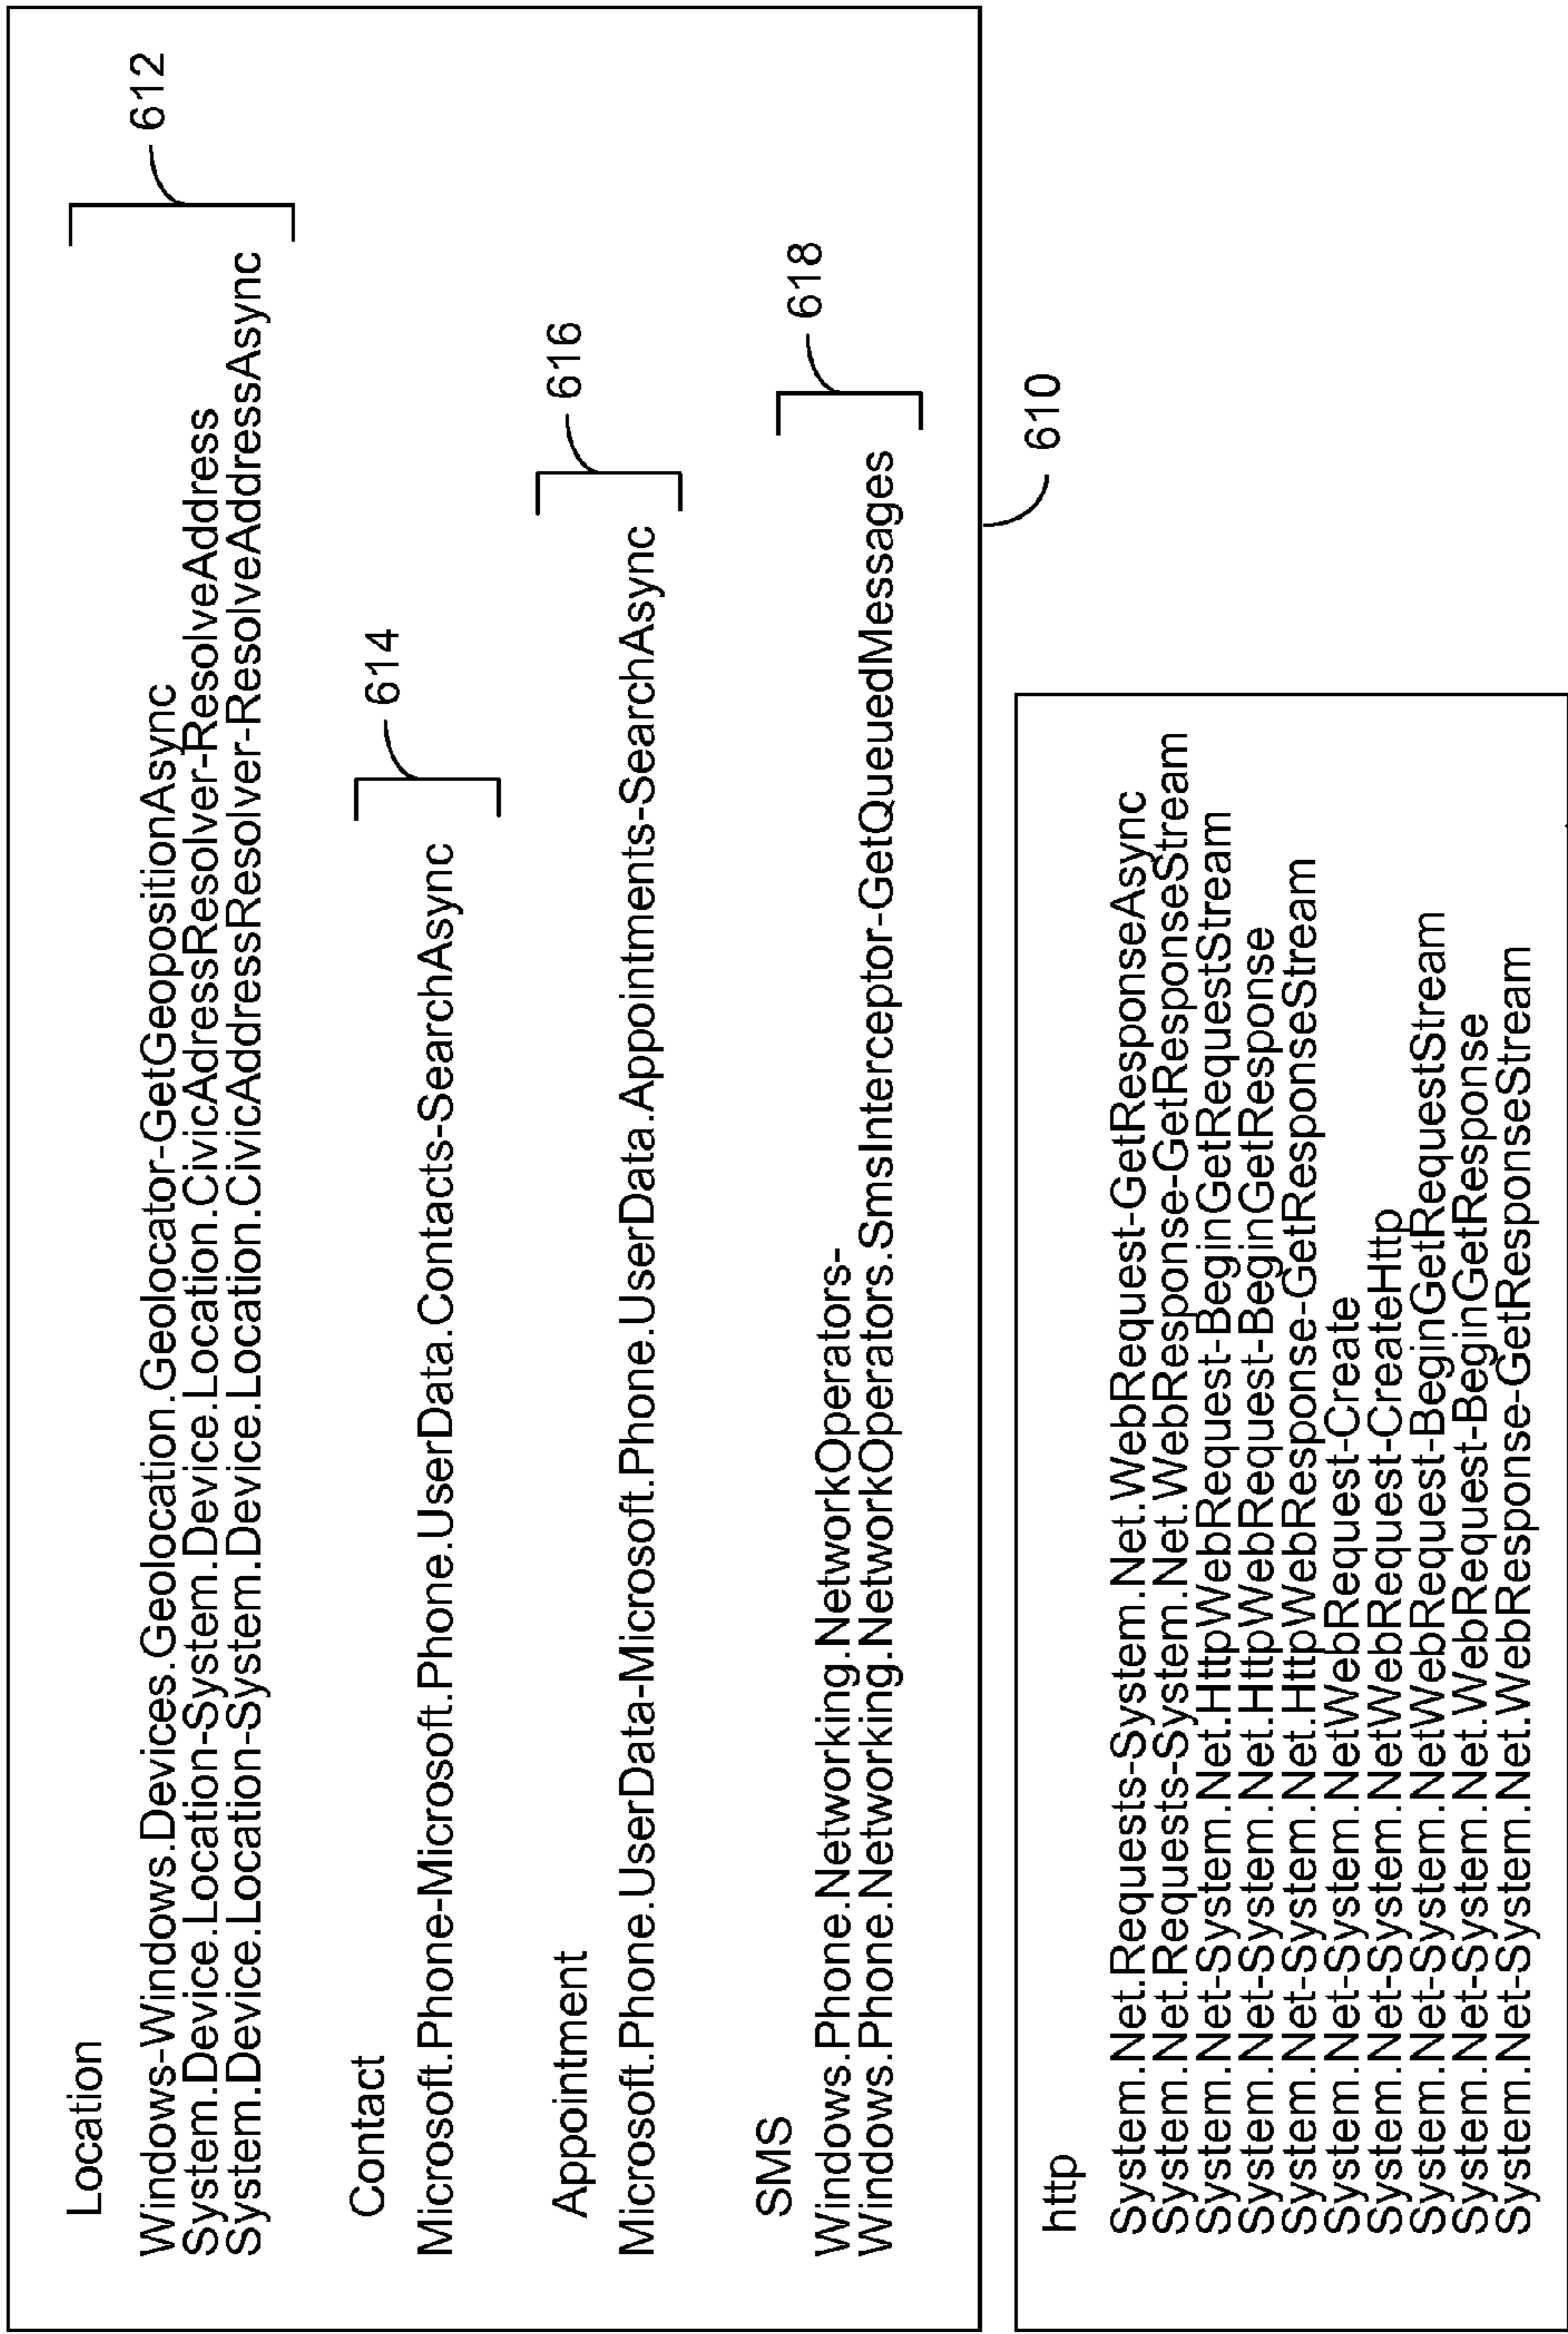 Location
612
Windows-Windows.Devices.Geolocation.Geolocator-GetGeopositionAsync
System.Device.Location-System.Device.Location.CivicAdressResolver-ResolveAddress
System.Device.Location-System.Device.Location.CivicAddressResolver-ResolveAddressAsync
Contact
614
Microsoft.Phone-Microsoft.Phone.UserData.Contacts-SearchAsync
Appointment
616
Microsoft.Phone.UserData-Microsoft.Phone.UserData.Appointments-SearchAsync
SMS
618
Windows.Phone.Networking.NetworkOperators-
Windows.Phone.Networking.NetworkOperators.SmsInterceptor-GetQueuedMessages
610
http
System.Net.Requests-System.Net.WebRequest-GetResponseAsync
System.Net.Requests-System.Net.WebResponse-GetResponseStream
System.Net-System.Net.HttpWebRequest-BeginGetRequestStream
System.Net-System.Net.HttpWebRequest-BeginGetResponse
System.Net-System.Net.HttpWebResponse-GetResponseStream
System.Net-System.NetWebRequest-Create
System.Net-System.NetWebRequest-CreateHttp
System.Net-System.NetWebRequest-BeginGetRequestStream
System.Net-System.Net.WebRequest-BeginGetResponse
System.Net-System.Net.WebResponse-GetResponseStream